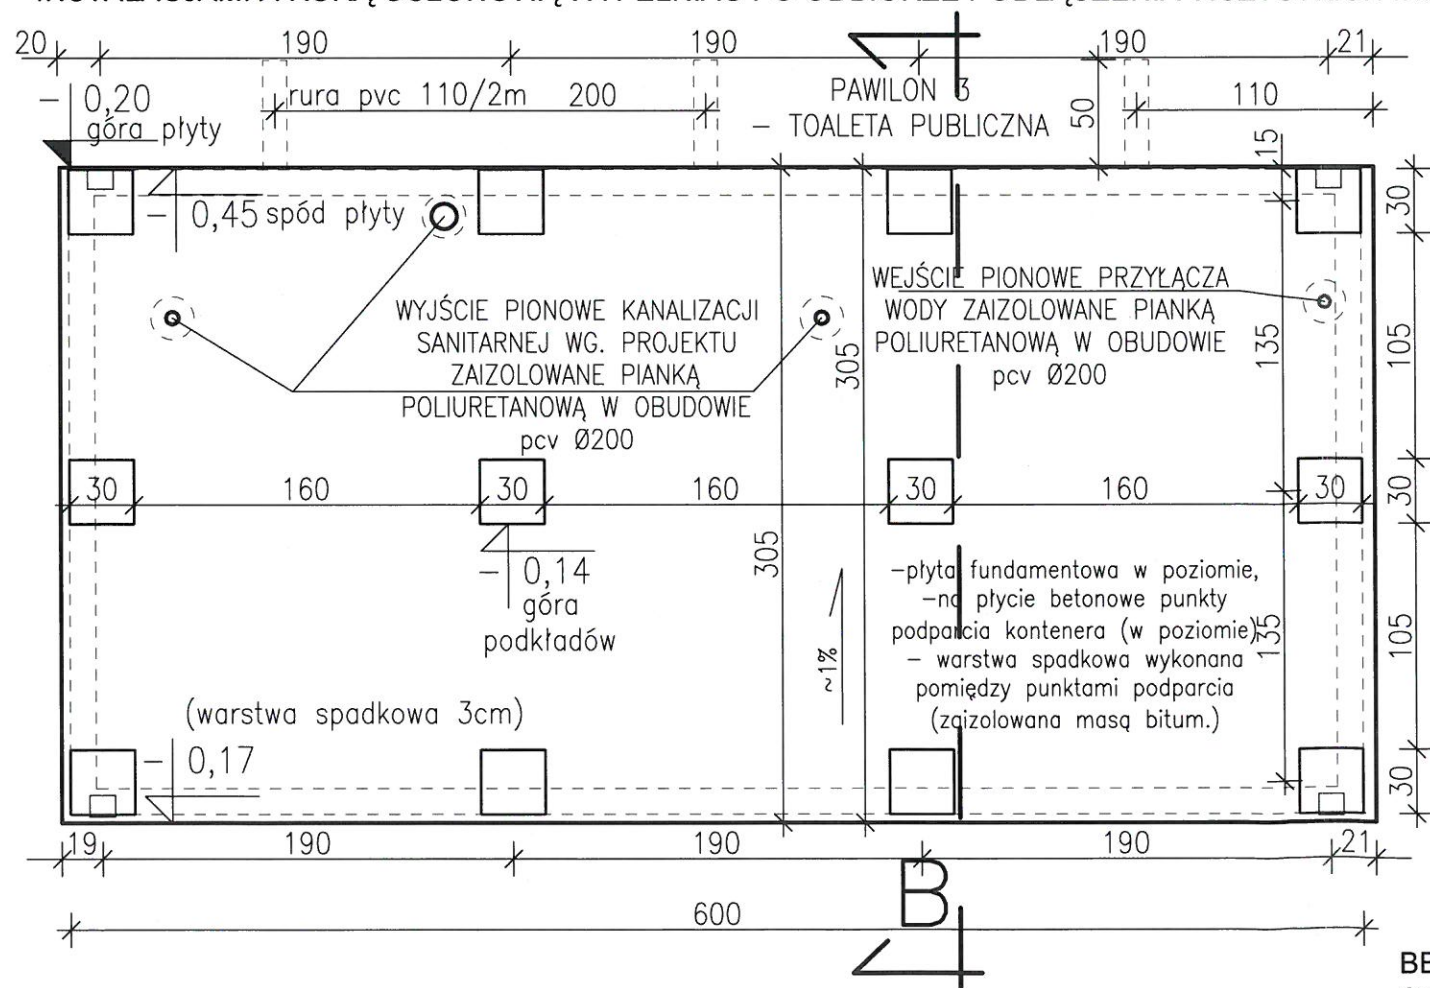 20 190 190 190 21
- 0,20 rura pvc 110/2m 200 PAWILON 3 50 110
góra płyty - TOALETA PUBLICZNA 15
- 0,45 spód płyty 30
WEJŚCIE PIONOWE PRZYŁĄCZA
WODY ZAIZOLOWANE PIANKĄ
POLIURETANOWĄ W OBUDOWIE
pcv Ø200
WYJŚCIE PIONOWE KANALIZACJI
SANITARNEJ WG. PROJEKTU
ZAIZOLOWANE PIANKĄ
POLIURETANOWĄ W OBUDOWIE
pcv Ø200
305 135 105
30 160 30 160 30 160 30 30
- 0,14
góra
podkładów
305
~1%
-płyta fundamentowa w poziomie,
-na płycie betonowe punkty
podparcia kontenera (w poziomie)
- warstwa spadkowa wykonana
pomiędzy punktami podparcia
(zaizolowana masą bitum.)
135 105
(warstwa spadkowa 3cm)
- 0,17 30
19 190 190 190 21
B
600